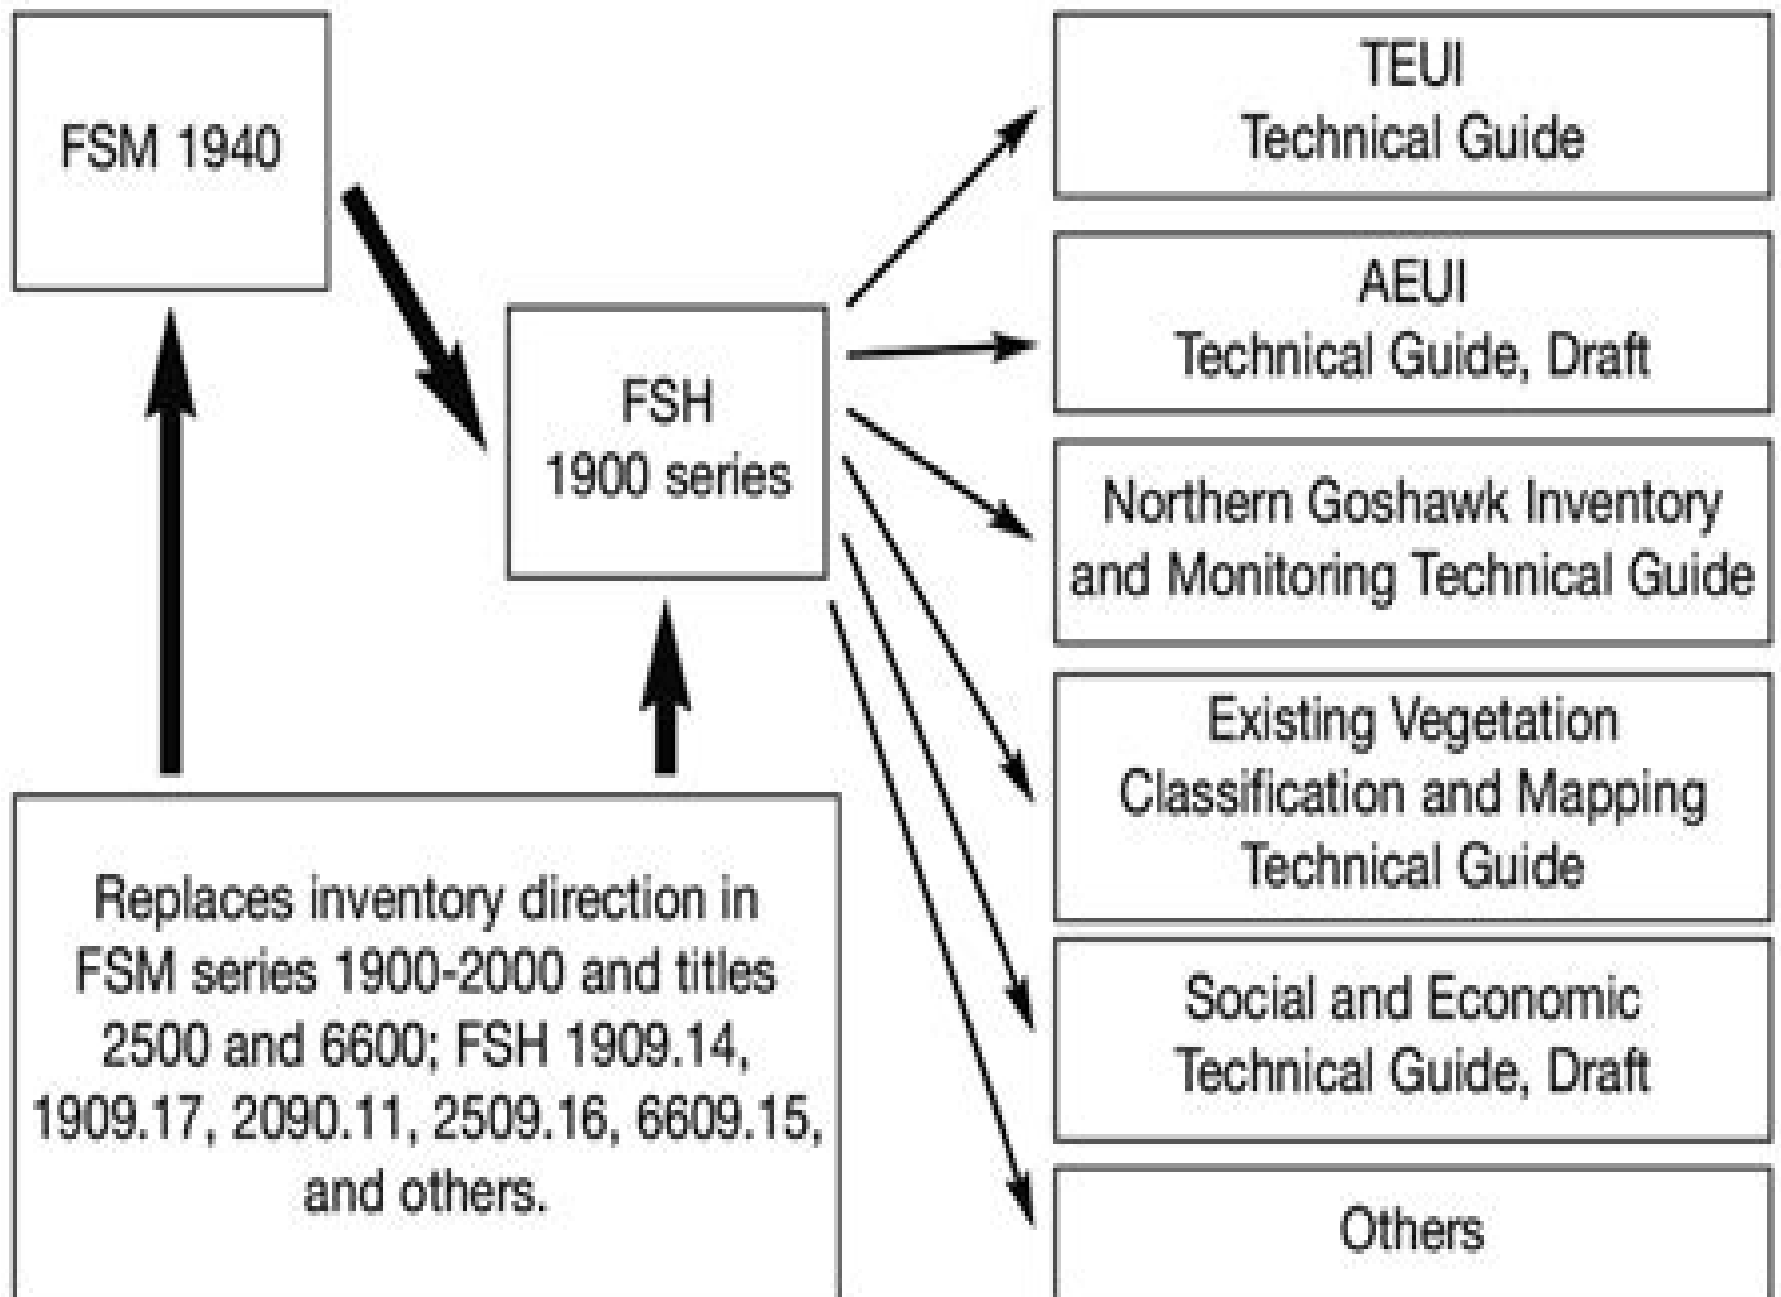 FSM 1940
FSH
1900 series
Replaces inventory direction in
FSM series 1900-2000 and titles
2500 and 6600; FSH 1909.14,
1909.17, 2090.11, 2509.16, 6609.15,
and others.
TEUI
Technical Guide
AEUI
Technical Guide, Draft
Northern Goshawk Inventory
and Monitoring Technical Guide
Existing Vegetation
Classification and Mapping
Technical Guide
Social and Economic
Technical Guide, Draft
Others